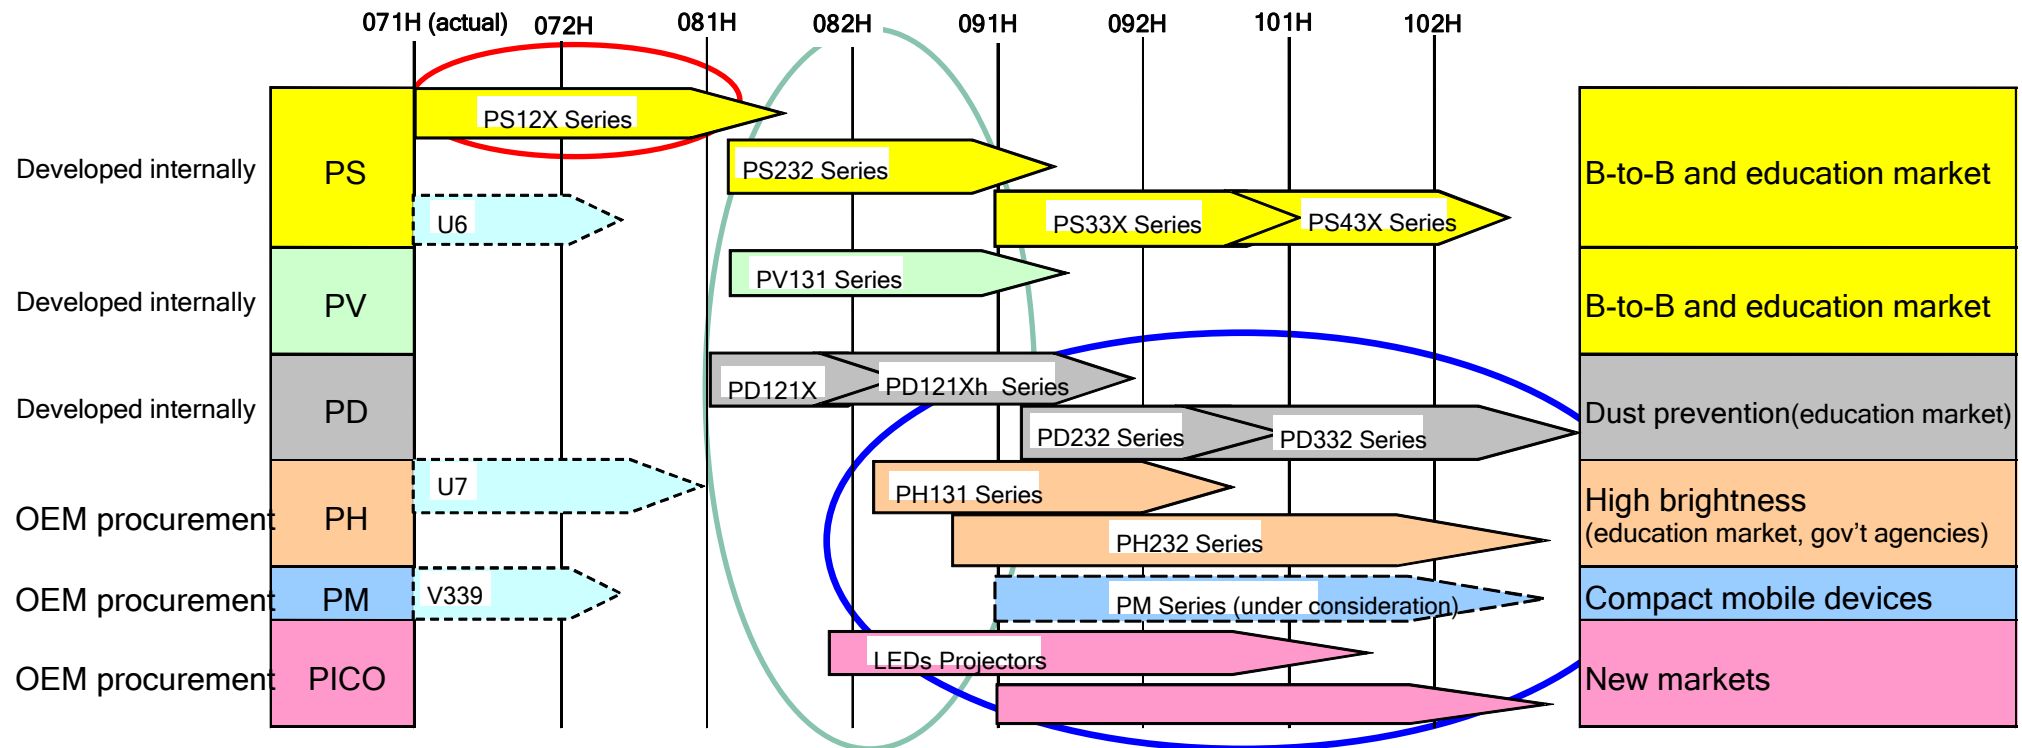 071H (actual)
072H
081H
082H
091H
092H
101H
102H
PS12X Series
Developed internally
PS
PS232 Series
B-to-B and education market
U6
PS33X Series
PS43X Series
Developed internally
PV
PV131 Series
B-to-B and education market
Developed internally
PD
PD121X
PD121Xh Series
Dust prevention(education market)
PD232 Series
PD332 Series
U7
OEM procurement
PH
PH131 Series
High brightness
(education market, gov't agencies)
PH232 Series
OEM procurement
PM
V339
PM Series (under consideration)
Compact mobile devices
OEM procurement
PICO
LEDs Projectors
New markets